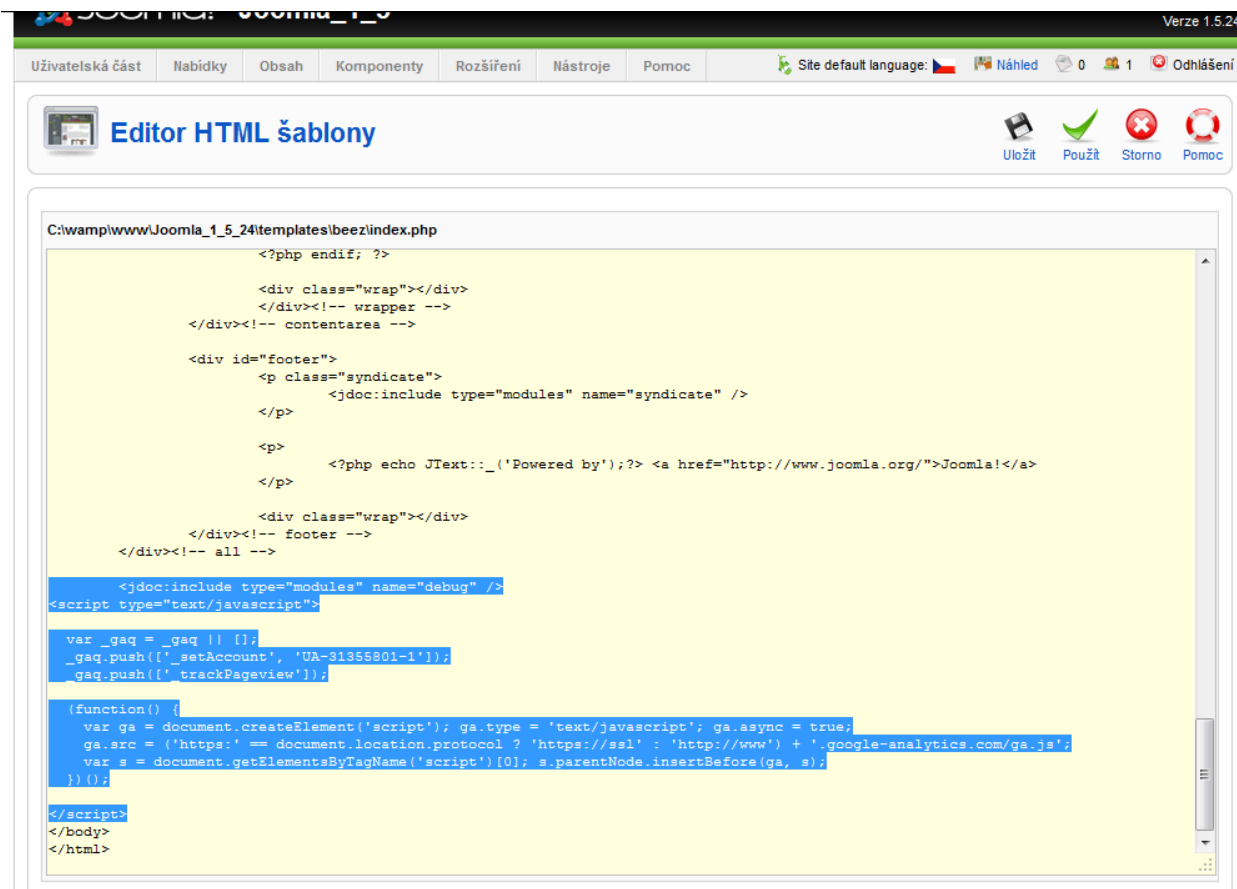 Joomla! Joomla_1_5
Verze 1.5.24
Uživatelská část Nabídky Obsah Komponenty Rozšíření Nástroje Pomoc Site default language: Náhled 0 1 Odhlášení
Editor HTML šablony
Uložit Použít Storno Pomoc
C:\wamp\www\Joomla_1_5_24\templates\beez\index.php
<?php endif; ?>
<div class="wrap"></div>
</div><!-- wrapper -->
</div><!-- contentarea -->
<div id="footer">
<p class="syndicate">
<jdoc:include type="modules" name="syndicate" />
</p>
<p>
<?php echo JText::_('Powered by');?> <a href="http://www.joomla.org/">Joomla!</a>
</p>
<div class="wrap"></div>
</div><!-- footer -->
</div><!-- all -->
<jdoc:include type="modules" name="debug" />
<script type="text/javascript">
var _gaq = _gaq || [];
_gaq.push(['_setAccount', 'UA-31355801-1']);
_gaq.push(['_trackPageview']);
(function() {
var ga = document.createElement('script'); ga.type = 'text/javascript'; ga.async = true;
ga.src = ('https:' == document.location.protocol ? 'https://ssl' : 'http://www') + '.google-analytics.com/ga.js';
var s = document.getElementsByTagName('script')[0]; s.parentNode.insertBefore(ga, s);
})();
</script>
</body>
</html>